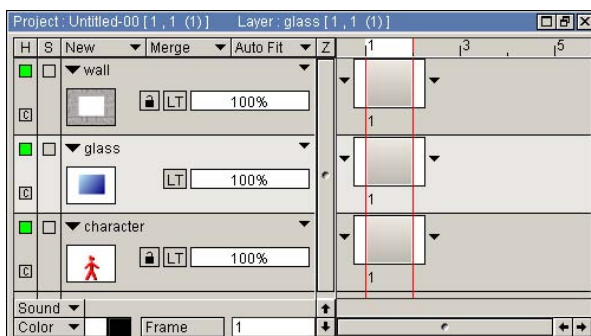 Project: Untitled-00 [ 1 , 1 (1) ] Layer: glass [ 1 , 1 (1)]
H S New Merge Auto Fit Z 1 3 5
wall
LT 100%
C 1
glass
LT 100%
C 1
character
LT 100%
C 1
Sound
Color Frame 1